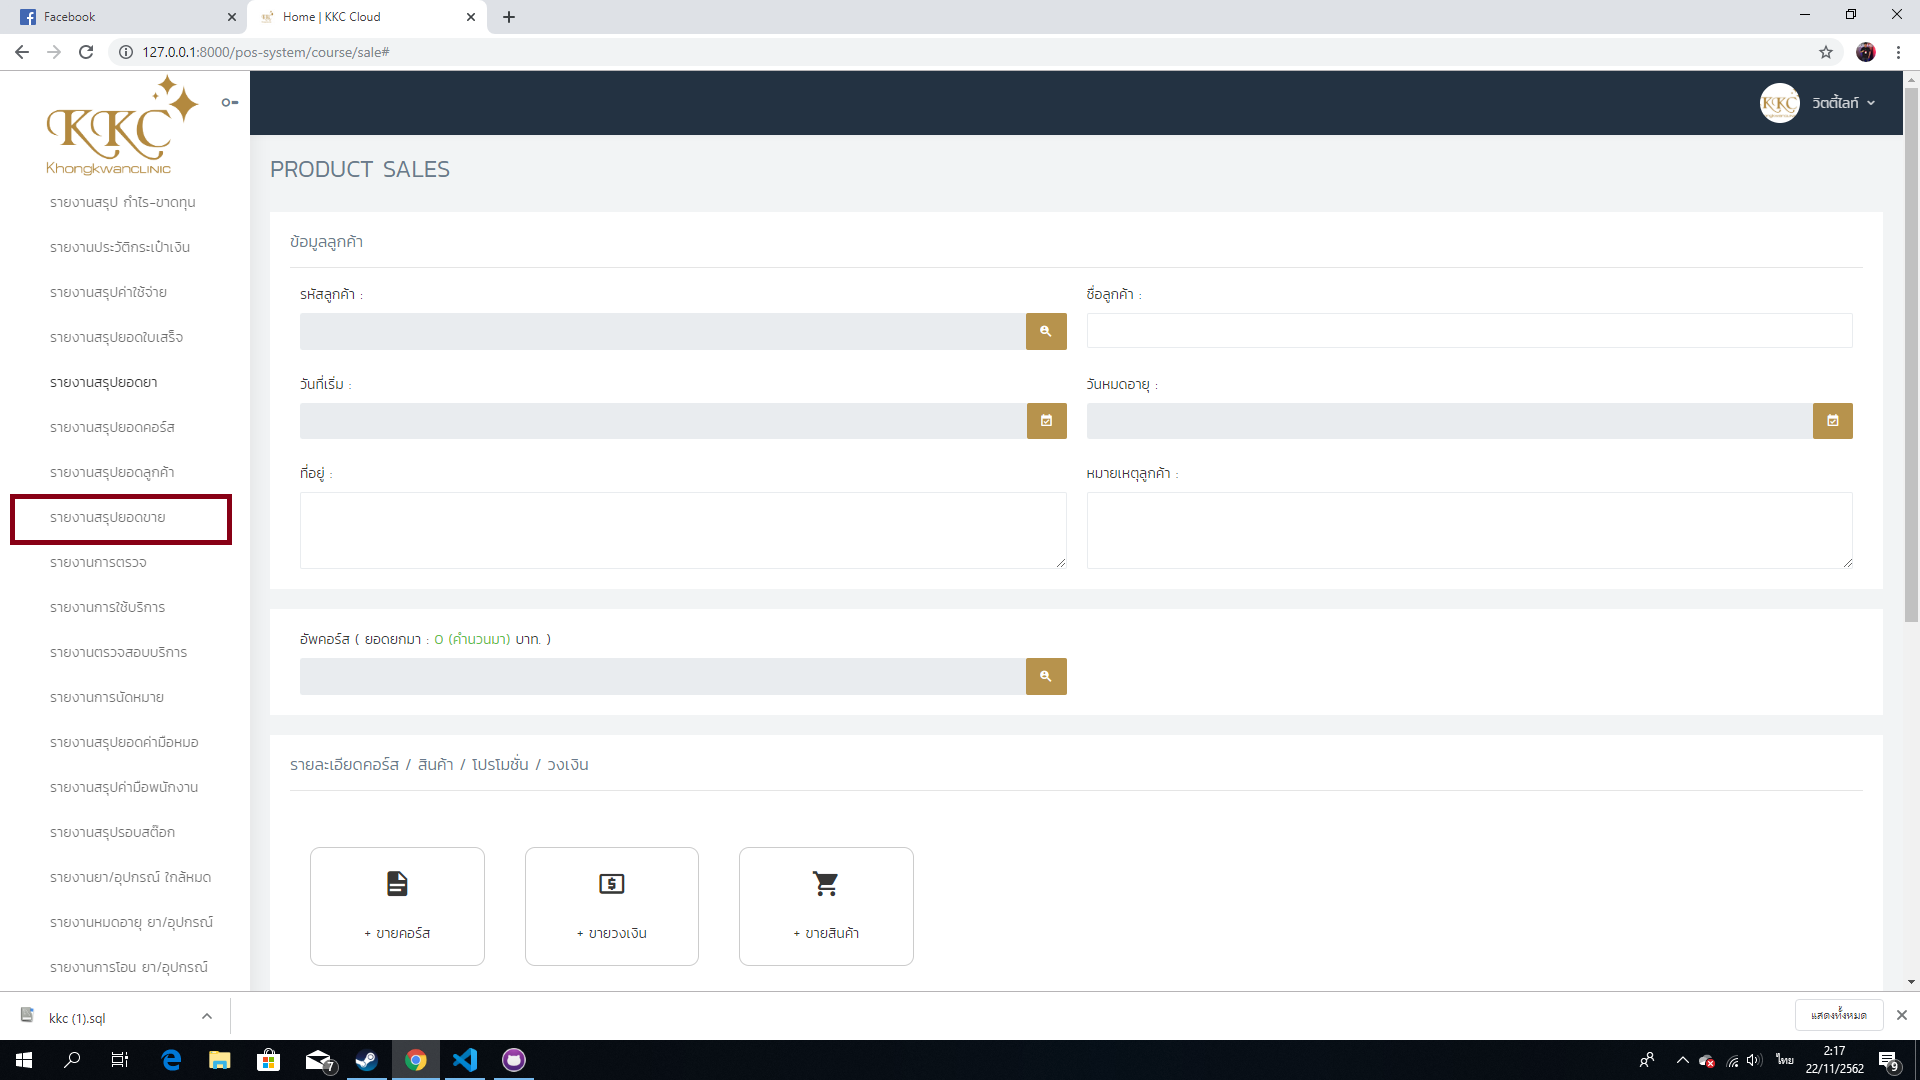 Facebook
Home | KKC Cloud
127.0.0.1:8000/pos-system/course/sale#
KKC
Khongkwanclinic
KKC
วิตตี้ไลท์
รายงานสรุป กำไร-ขาดทุน
รายงานประวัติกระเป๋าเงิน
รายงานสรุปค่าใช้จ่าย
รายงานสรุปยอดใบเสร็จ
รายงานสรุปยอดยา
รายงานสรุปยอดคอร์ส
รายงานสรุปยอดลูกค้า
รายงานสรุปยอดขาย
รายงานการตรวจ
รายงานการใช้บริการ
รายงานตรวจสอบบริการ
รายงานการนัดหมาย
รายงานสรุปยอดค่ามือหมอ
รายงานสรุปค่ามือพนักงาน
รายงานสรุปรอบสต๊อก
รายงานยา/อุปกรณ์ ใกล้หมด
รายงานหมดอายุ ยา/อุปกรณ์
รายงานการโอน ยา/อุปกรณ์
PRODUCT SALES
ข้อมูลลูกค้า
รหัสลูกค้า :
ชื่อลูกค้า :
วันที่เริ่ม :
วันหมดอายุ :
ที่อยู่ :
หมายเหตุลูกค้า :
อัพคอร์ส ( ยอดยกมา : 0 (คำนวนมา) บาท. )
รายละเอียดคอร์ส / สินค้า / โปรโมชั่น / วงเงิน
+ ขายคอร์ส
+ ขายวงเงิน
+ ขายสินค้า
kkc (1).sql
แสดงทั้งหมด
7
ไทย
2:17
22/11/2562
9